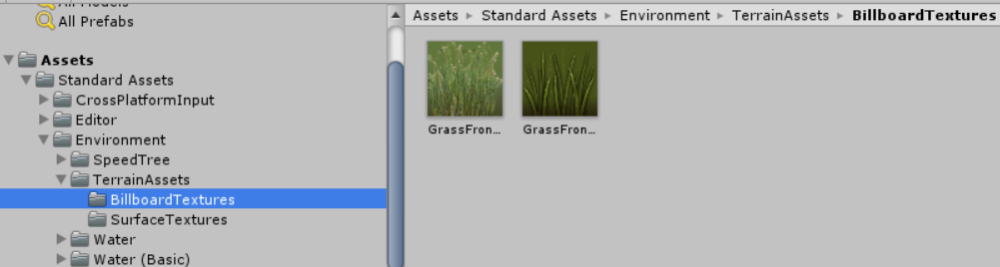 All Models
All Prefabs
Assets
Standard Assets
CrossPlatformInput
Editor
Environment
SpeedTree
TerrainAssets
BillboardTextures
SurfaceTextures
Water
Water (Basic)
Assets ▸ Standard Assets ▸ Environment ▸ TerrainAssets ▸ BillboardTextures
GrassFron... GrassFron...